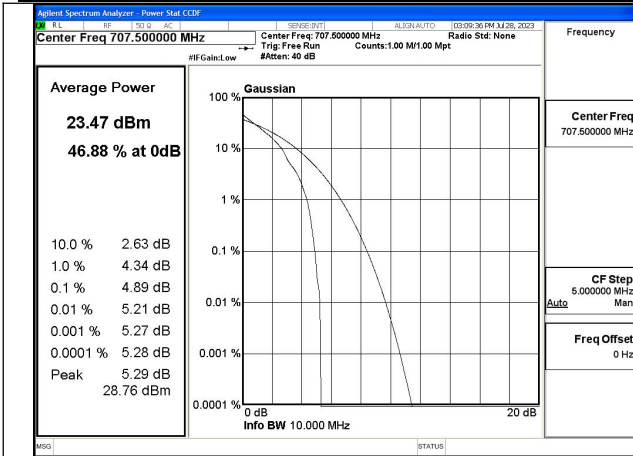 Agilent Spectrum Analyzer - Power Stat CCDF
RL RF 50 Ω AC SENSE:INT ALIGN AUTO 03:09:36 PM Jul 28, 2023
Center Freq 707.500000 MHz
Center Freq: 707.500000 MHz Radio Std: None
Trig: Free Run Counts:1.00 M/1.00 Mpt
#IFGain:Low #Atten: 40 dB
Frequency
Average Power
23.47 dBm
46.88 % at 0dB
10.0 % 2.63 dB
1.0 % 4.34 dB
0.1 % 4.89 dB
0.01 % 5.21 dB
0.001 % 5.27 dB
0.0001 % 5.28 dB
Peak 5.29 dB
28.76 dBm
Gaussian
100 %
10 %
1 %
0.1 %
0.01 %
0.001 %
0.0001 %
0 dB 20 dB
Info BW 10.000 MHz
Center Freq
707.500000 MHz
CF Step
5.000000 MHz
Auto Man
Freq Offset
0 Hz
MSG STATUS